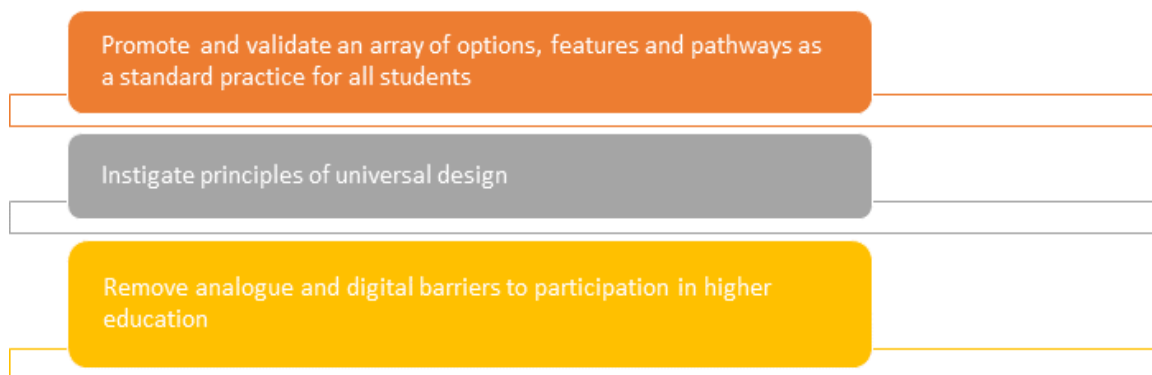 Promote and validate an array of options, features and pathways as
a standard practice for all students
Instigate principles of universal design
Remove analogue and digital barriers to participation in higher
education